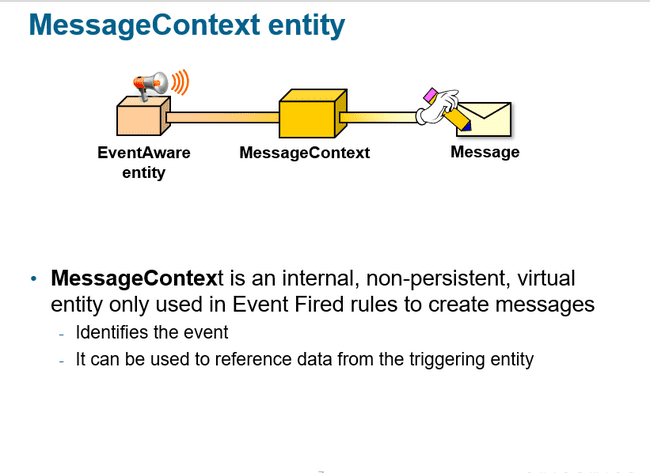 MessageContext entity
EventAware
entity
MessageContext
Message
• MessageContext is an internal, non-persistent, virtual
entity only used in Event Fired rules to create messages
- Identifies the event
- It can be used to reference data from the triggering entity